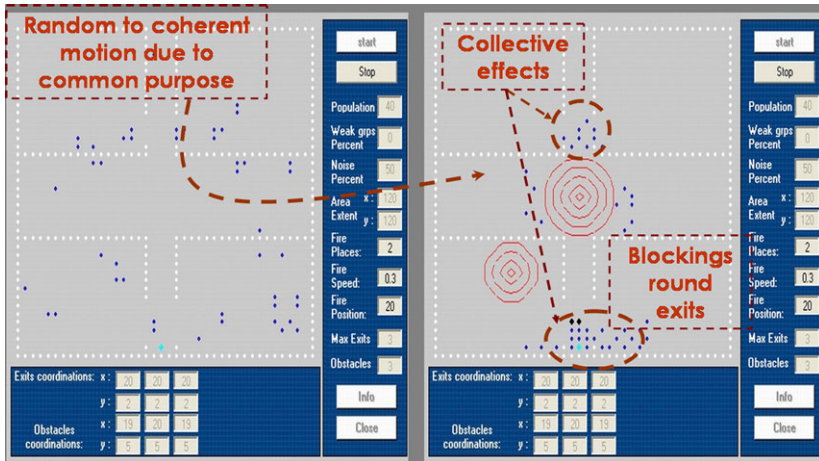 Random to coherent
motion due to
common purpose
start
Stop
Population 40
Weak grps
Percent 0
Noise
Percent 50
Area x: 120
Extent y: 120
Fire
Places: 2
Fire
Speed: 0.3
Fire
Position: 20
Max Exits 3
Obstacles 3
Exits coordinations: x: 20 20 20
y: 2 2 2
Obstacles x: 19 20 19
coordinations: y: 5 5 5
Info
Close
Collective
effects
Blockings
round
exits
start
Stop
Population 40
Weak grps
Percent 0
Noise
Percent 50
Area x: 120
Extent y: 120
Fire
Places: 2
Fire
Speed: 0.3
Fire
Position: 20
Max Exits 3
Obstacles 3
Exits coordinations: x: 20 20 20
y: 2 2 2
Obstacles x: 19 20 19
coordinations: y: 5 5 5
Info
Close